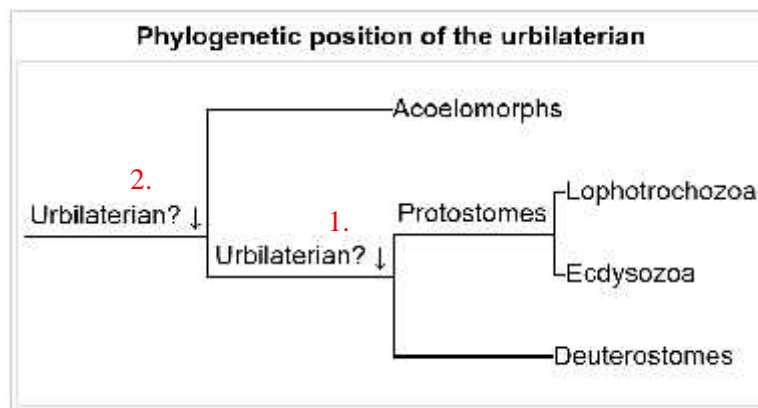 Phylogenetic position of the urbilaterian
Acoelomorphs
2.
Urbilaterian? ↓
1.
Urbilaterian? ↓
Protostomes
Lophotrochozoa
Ecdysozoa
Deuterostomes